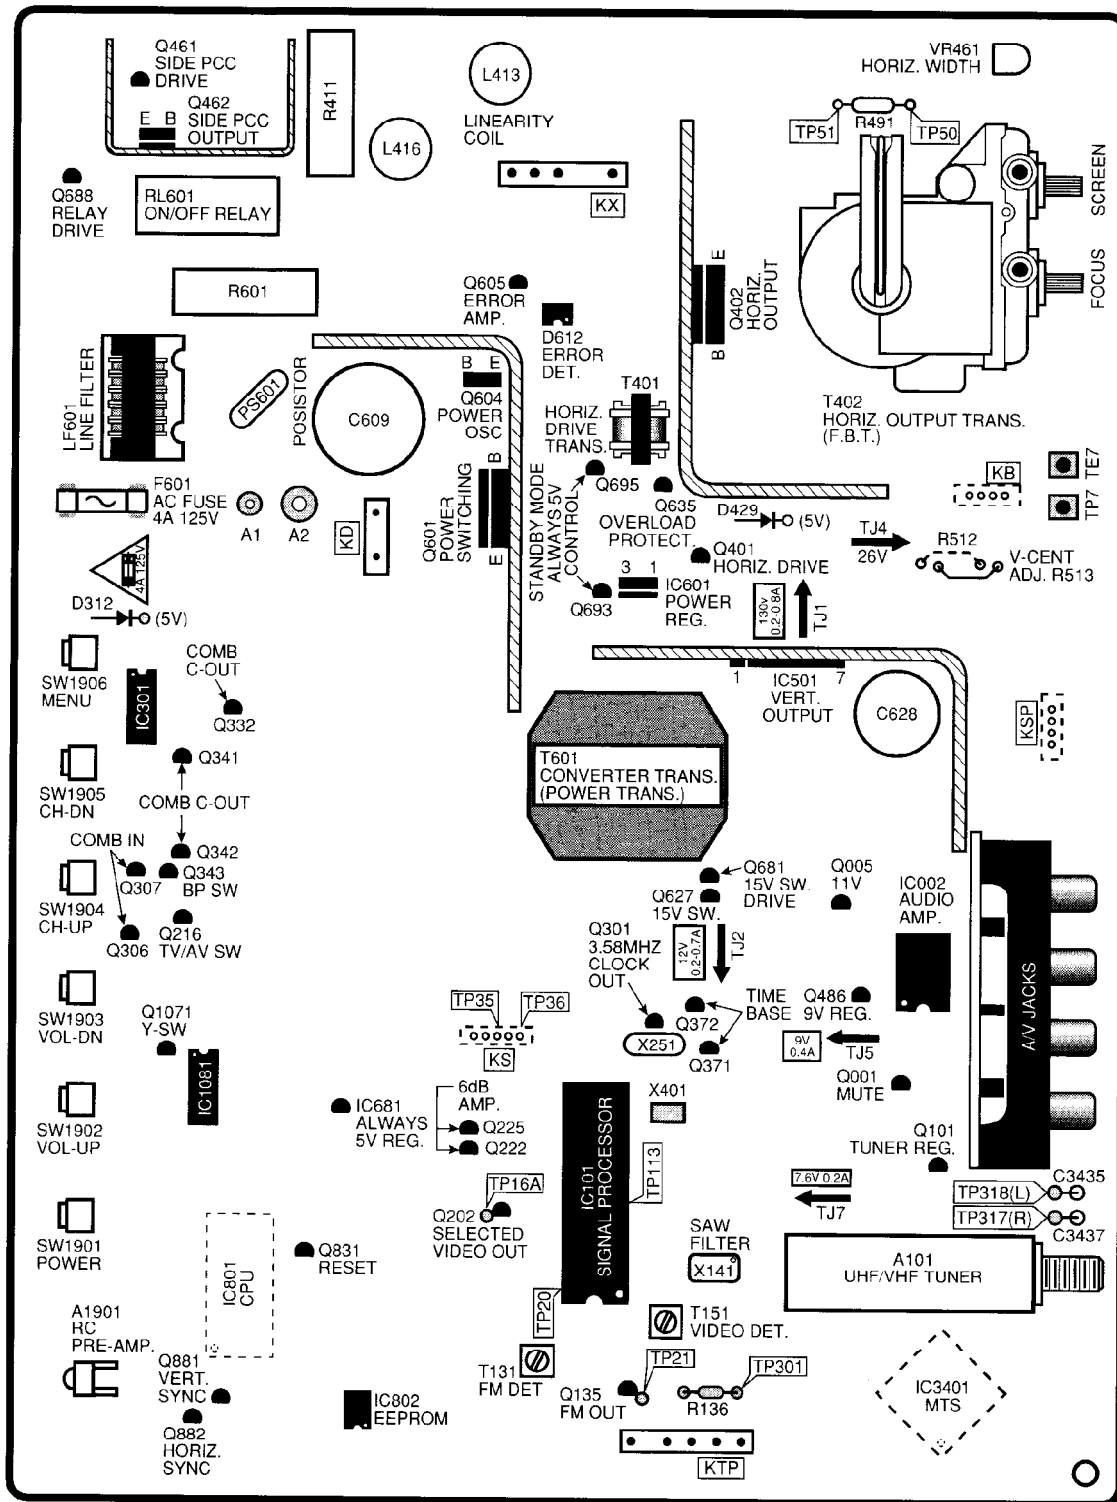 Q461
SIDE PCC
DRIVE
Q462
SIDE PCC
OUTPUT
E B
R411
L413
LINEARITY
COIL
L416
VR461
HORIZ. WIDTH
TP51
R491
TP50
SCREEN
FOCUS
Q688
RELAY
DRIVE
RL601
ON/OFF RELAY
KX
R601
Q605
ERROR
AMP.
D612
ERROR
DET.
E
Q402
HORIZ.
OUTPUT
B
LF601
LINE FILTER
PS601
POSISTOR
C609
B E
Q604
POWER
OSC
T401
HORIZ.
DRIVE
TRANS.
T402
HORIZ. OUTPUT TRANS.
(F.B.T.)
KB
TE7
TP7
F601
AC FUSE
4A 125V
A1
A2
KD
B
Q601
POWER
SWITCHING
E
STANDBY MODE
ALWAYS 5V
CONTROL
Q695
Q635
OVERLOAD
PROTECT.
D429
(5V)
TJ4
26V
R512
V-CENT
ADJ. R513
Q401
HORIZ. DRIVE
4A 125V
D312
(5V)
Q693
3 1
IC601
POWER
REG.
130v
0.2-0.8A
TJ1
SW1906
MENU
IC301
COMB
C-OUT
Q332
1
IC501
VERT.
OUTPUT
7
C628
KSP
SW1905
CH-DN
Q341
COMB C-OUT
T601
CONVERTER TRANS.
(POWER TRANS.)
COMB IN
Q342
Q343
BP SW
Q307
SW1904
CH-UP
Q306
Q216
TV/AV SW
Q681
15V SW.
DRIVE
Q627
15V SW.
Q005
11V
IC002
AUDIO
AMP.
Q301
3.58MHZ
CLOCK
OUT
12V
0.2-0.7A
TJ2
A/V JACKS
SW1903
VOL-DN
Q1071
Y-SW
TP35
TP36
KS
X251
Q372
TIME
BASE
Q371
Q486
9V REG.
9V
0.4A
TJ5
IC1081
SW1902
VOL-UP
IC681
ALWAYS
5V REG.
6dB
AMP.
Q225
Q222
X401
Q001
MUTE
Q101
TUNER REG.
IC101
SIGNAL PROCESSOR
TP113
TP16A
Q202
SELECTED
VIDEO OUT
7.6V 0.2A
TJ7
C3435
TP318(L)
TP317(R)
C3437
SW1901
POWER
IC801
CPU
Q831
RESET
SAW
FILTER
X141
A101
UHF/VHF TUNER
A1901
RC
PRE-AMP.
TP20
T151
VIDEO DET.
Q881
VERT.
SYNC
T131
FM DET
TP21
TP301
IC802
EEPROM
Q135
FM OUT
R136
IC3401
MTS
Q882
HORIZ.
SYNC
KTP